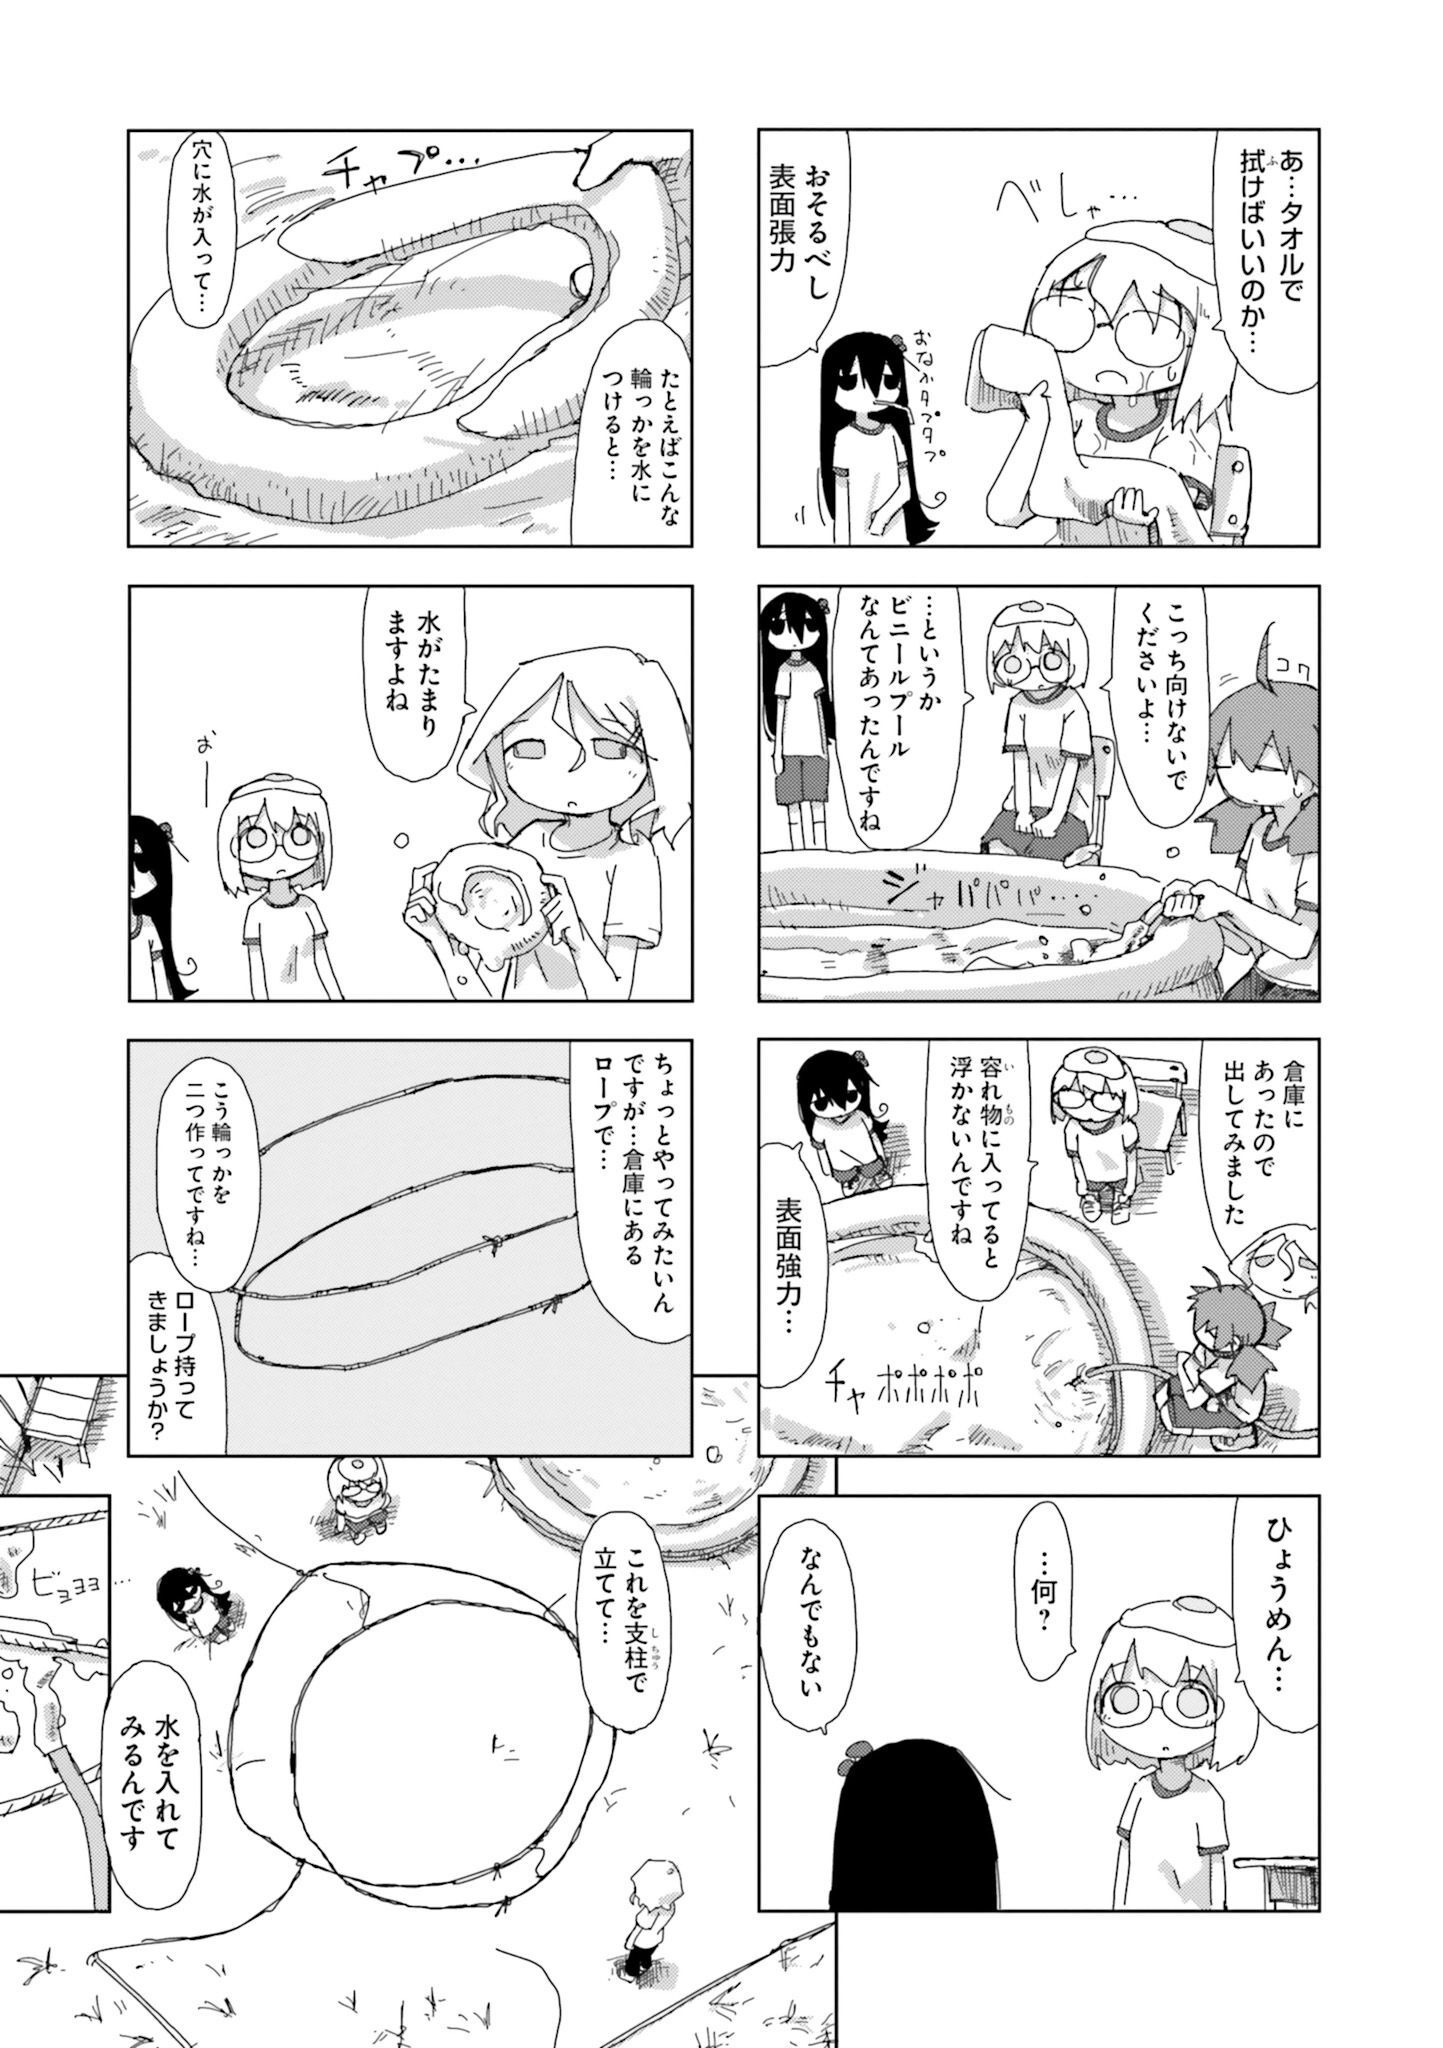 あ…タオルで
拭けばいいのか…
ふ
べしゃ…
おそるべし
表面張力
おなかタプタプ
こっち向けないで
くださいよ…
コク
…というか
ビニールプール
なんてあったんですね
ジャパパパ…
倉庫に
あったので
出してみました
容れ物に入ってると
い もの
浮かないんですね
表面強力…
チャポポポポ
ひょうめん…
…何?
なんでもない
チャプ…
たとえばこんな
輪っかを水に
つけると…
穴に水が入って…
水がたまり
ますよね
おー
ちょっとやってみたいん
ですが…倉庫にある
ロープで…
こう輪っかを
二つ作ってですね…
ロープ持って
きましょうか?
これを支柱で
しちゅう
立てて…
ビョヨヨ…
水を入れて
みるんです